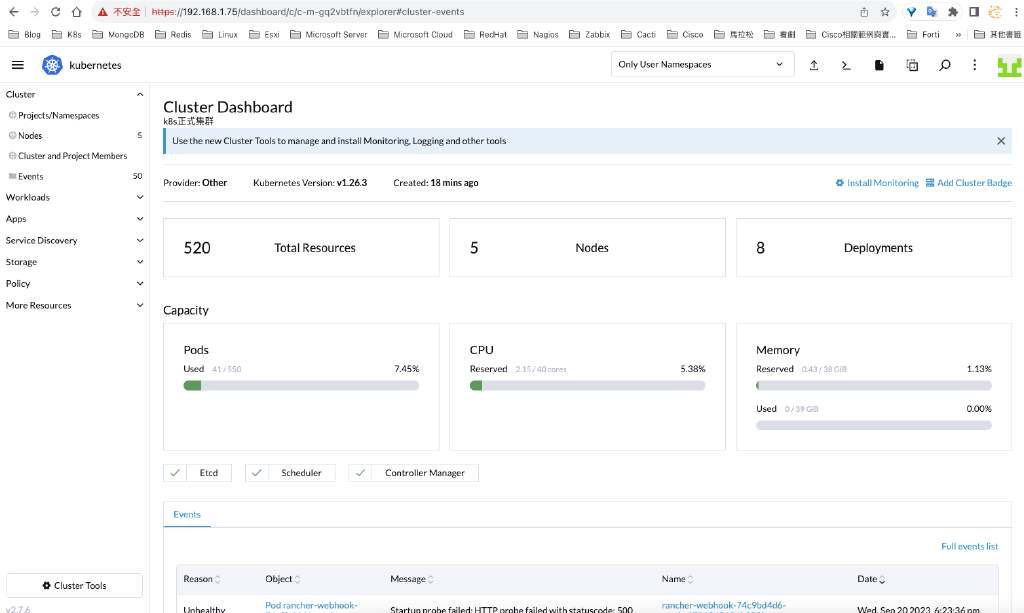 不安全 https://192.168.1.75/dashboard/c/c-m-gq2vbtfn/explorer#cluster-events
Blog K8s MongoDB Redis Linux Esxi Microsoft Server Microsoft Cloud RedHat Nagios Zabbix Cacti Cisco 馬拉松 看劇 Cisco相關範例與實... Forti » 其他書籤
kubernetes Only User Namespaces
Cluster
Projects/Namespaces
Nodes 5
Cluster and Project Members
Events 50
Workloads
Apps
Service Discovery
Storage
Policy
More Resources
Cluster Tools
v2.7.6
Cluster Dashboard
k8s正式集群
Use the new Cluster Tools to manage and install Monitoring, Logging and other tools
Provider: Other Kubernetes Version: v1.26.3 Created: 18 mins ago Install Monitoring Add Cluster Badge
520 Total Resources 5 Nodes 8 Deployments
Capacity
Pods CPU Memory
Used 41 / 550 7.45% Reserved 2.15 / 40 cores 5.38% Reserved 0.43 / 38 GiB 1.13%
Used 0 / 39 GiB 0.00%
Etcd Scheduler Controller Manager
Events
Full events list
Reason Object Message Name Date
Unhealthy Pod rancher-webhook- Startup probe failed: HTTP probe failed with statuscode: 500 rancher-webhook-74c9bd4d6- Wed, Sep 20 2023 6:23:36 pm